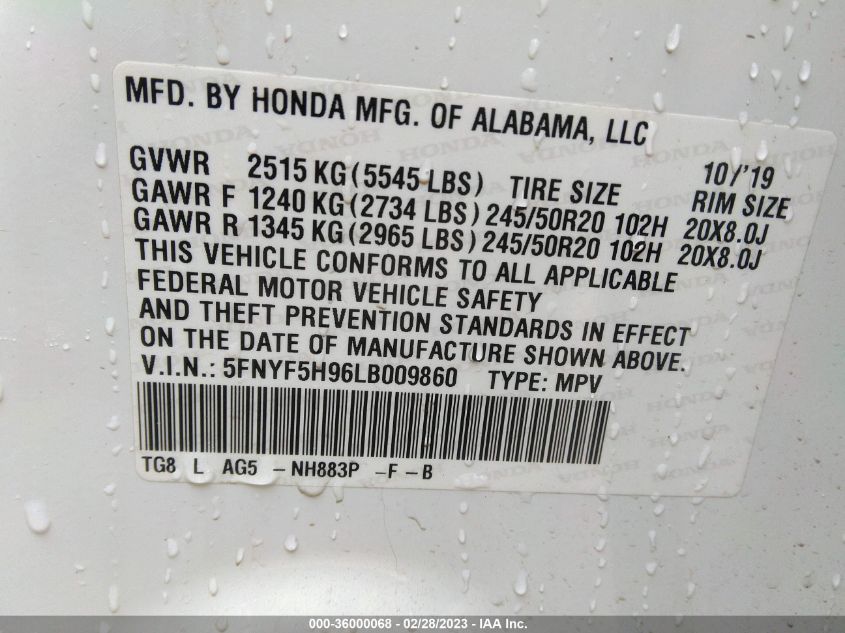 MFD. BY HONDA MFG. OF ALABAMA, LLC
10/'19
GVWR 2515 KG (5545 LBS) TIRE SIZE RIM SIZE
GAWR F 1240 KG (2734 LBS) 245/50R20 102H 20X8.0J
GAWR R 1345 KG (2965 LBS) 245/50R20 102H 20X8.0J
THIS VEHICLE CONFORMS TO ALL APPLICABLE
FEDERAL MOTOR VEHICLE SAFETY
AND THEFT PREVENTION STANDARDS IN EFFECT
ON THE DATE OF MANUFACTURE SHOWN ABOVE.
V.I.N.: 5FNYF5H96LB009860 TYPE: MPV
TG8 L AG5 -NH883P -F -B
000-36000068 - 02/28/2023 - IAA Inc.